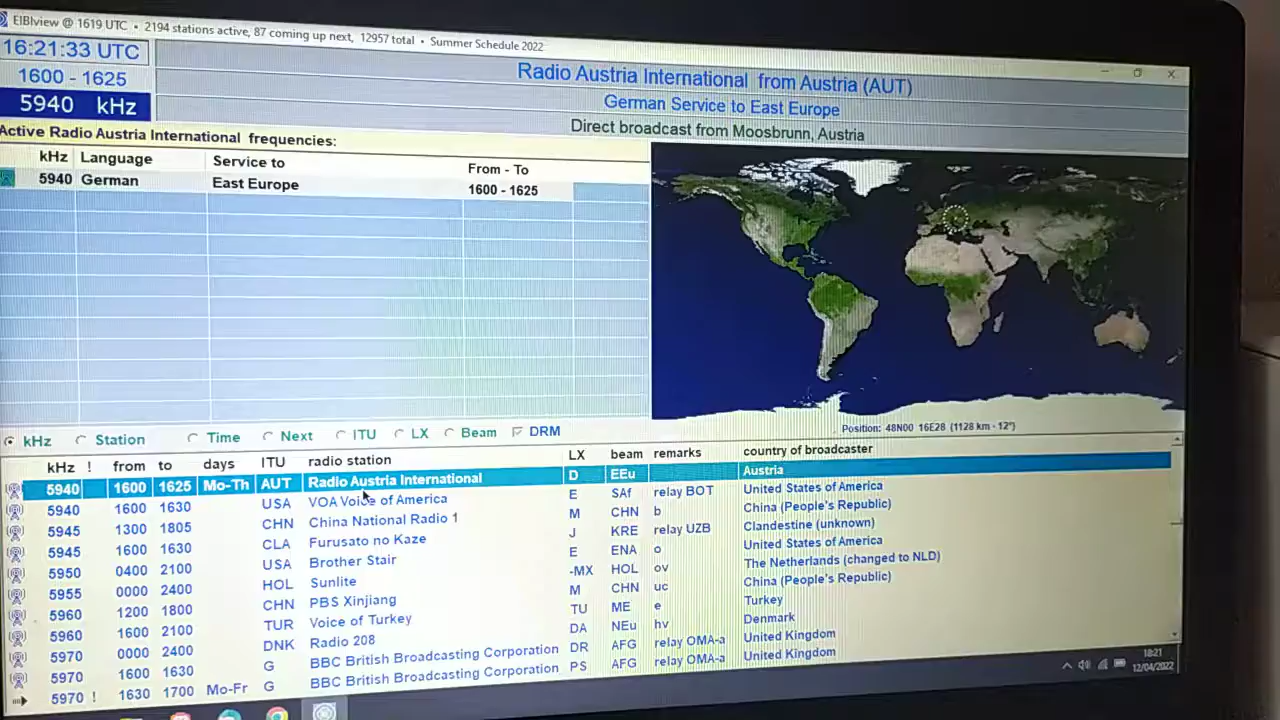 EIBIview @ 1619 UTC • 2194 stations active, 87 coming up next, 12957 total • Summer Schedule 2022
16:21:33 UTC
1600 - 1625
5940 kHz
Radio Austria International from Austria (AUT)
German Service to East Europe
Direct broadcast from Moosbrunn, Austria
Active Radio Austria International frequencies:
kHz Language Service to From - To
5940 German East Europe 1600 - 1625
Position: 48N00 16E28 (1128 km - 12°)
kHz Station Time Next ITU LX Beam DRM
kHz ! from to days ITU radio station LX beam remarks country of broadcaster
5940 1600 1625 Mo-Th AUT Radio Austria International D EEu Austria
5940 1600 1630 USA VOA Voice of America E SAf relay BOT United States of America
5945 1300 1805 CHN China National Radio 1 M CHN b China (People's Republic)
5945 1600 1630 CLA Furusato no Kaze J KRE relay UZB Clandestine (unknown)
5950 0400 2100 USA Brother Stair E ENA o United States of America
5955 0000 2400 HOL Sunlite -MX HOL ov The Netherlands (changed to NLD)
5960 1200 1800 CHN PBS Xinjiang M CHN uc China (People's Republic)
5960 1600 2100 TUR Voice of Turkey TU ME e Turkey
5970 0000 2400 DNK Radio 208 DA NEu hv Denmark
5970 1600 1630 G BBC British Broadcasting Corporation DR AFG relay OMA-a United Kingdom
5970 ! 1630 1700 Mo-Fr G BBC British Broadcasting Corporation PS AFG relay OMA-a United Kingdom
18:21
12/04/2022